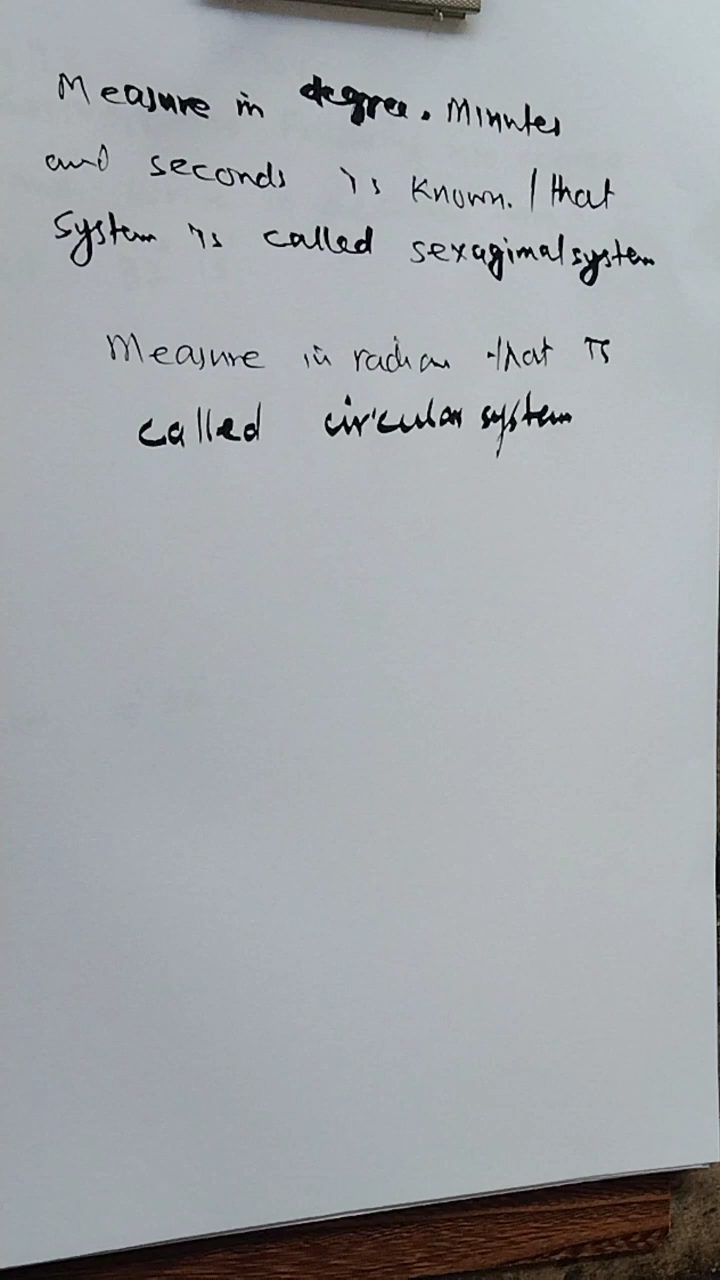 Measure in degree. Minutes
and seconds is known. / that
system is called sexagimal system
Measure in radian that is
called circular system